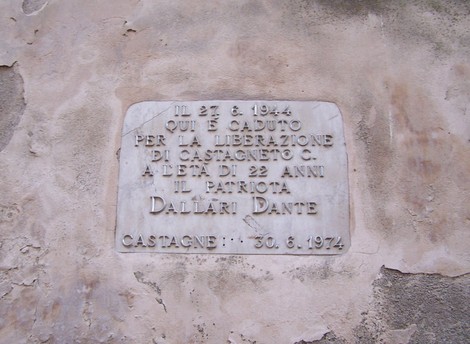 IL 27 6. 1944
QUI È CADUTO
PER LA LIBERAZIONE
DI CASTAGNETO C.
A L'ETÀ DI 22 ANNI
IL PATRIOTA
DALLARI DANTE
CASTAGNE 30. 6. 1974